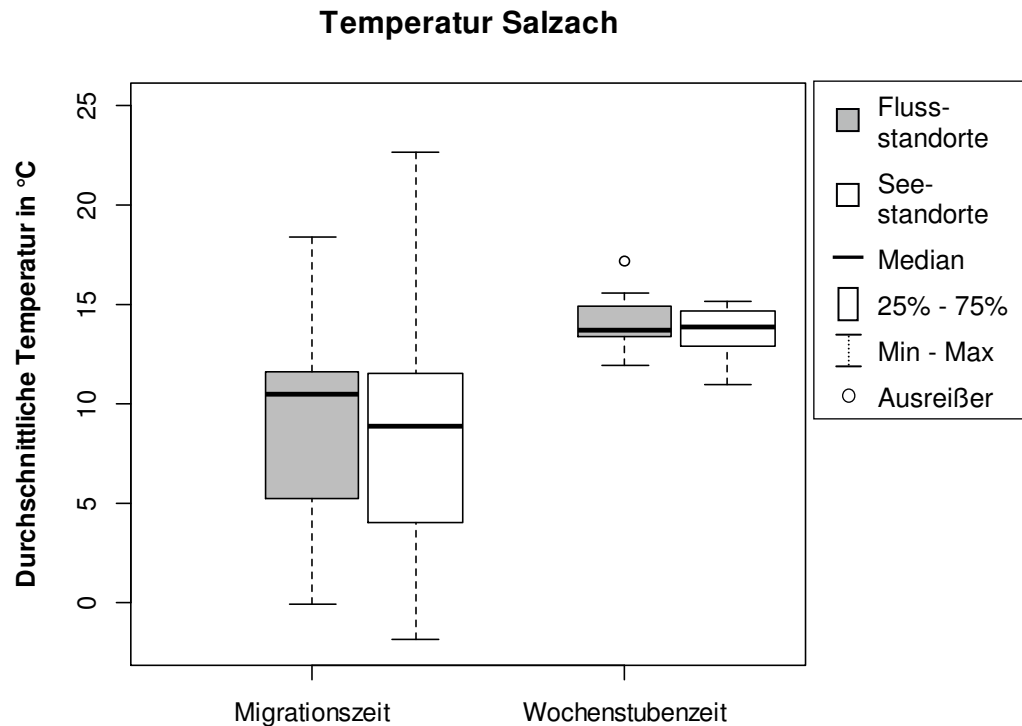 Temperatur Salzach
Durchschnittliche Temperatur in °C
25
20
15
10
5
0
Migrationszeit
Wochenstubenzeit
Fluss-
standorte
See-
standorte
Median
25% - 75%
Min - Max
Ausreißer